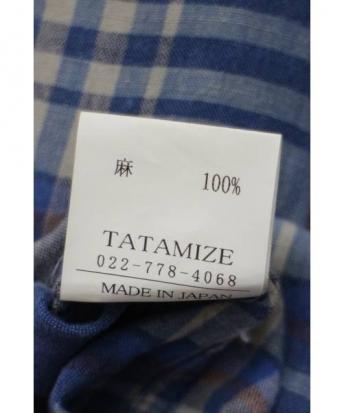 麻 100%
TATAMIZE
022-778-4068
MADE IN JAPAN